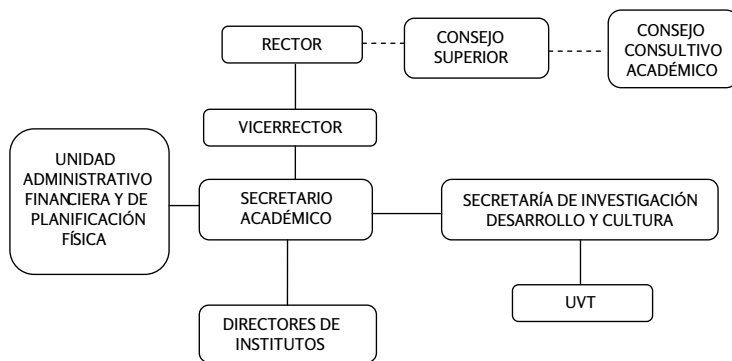 RECTOR
CONSEJO
SUPERIOR
CONSEJO
CONSULTIVO
ACADÉMICO
VICERRECTOR
UNIDAD
ADMINISTRATIVO
FINANCIERA Y DE
PLANIFICACIÓN
FÍSICA
SECRETARIO
ACADÉMICO
SECRETARÍA DE INVESTIGACIÓN
DESARROLLO Y CULTURA
UVT
DIRECTORES DE
INSTITUTOS